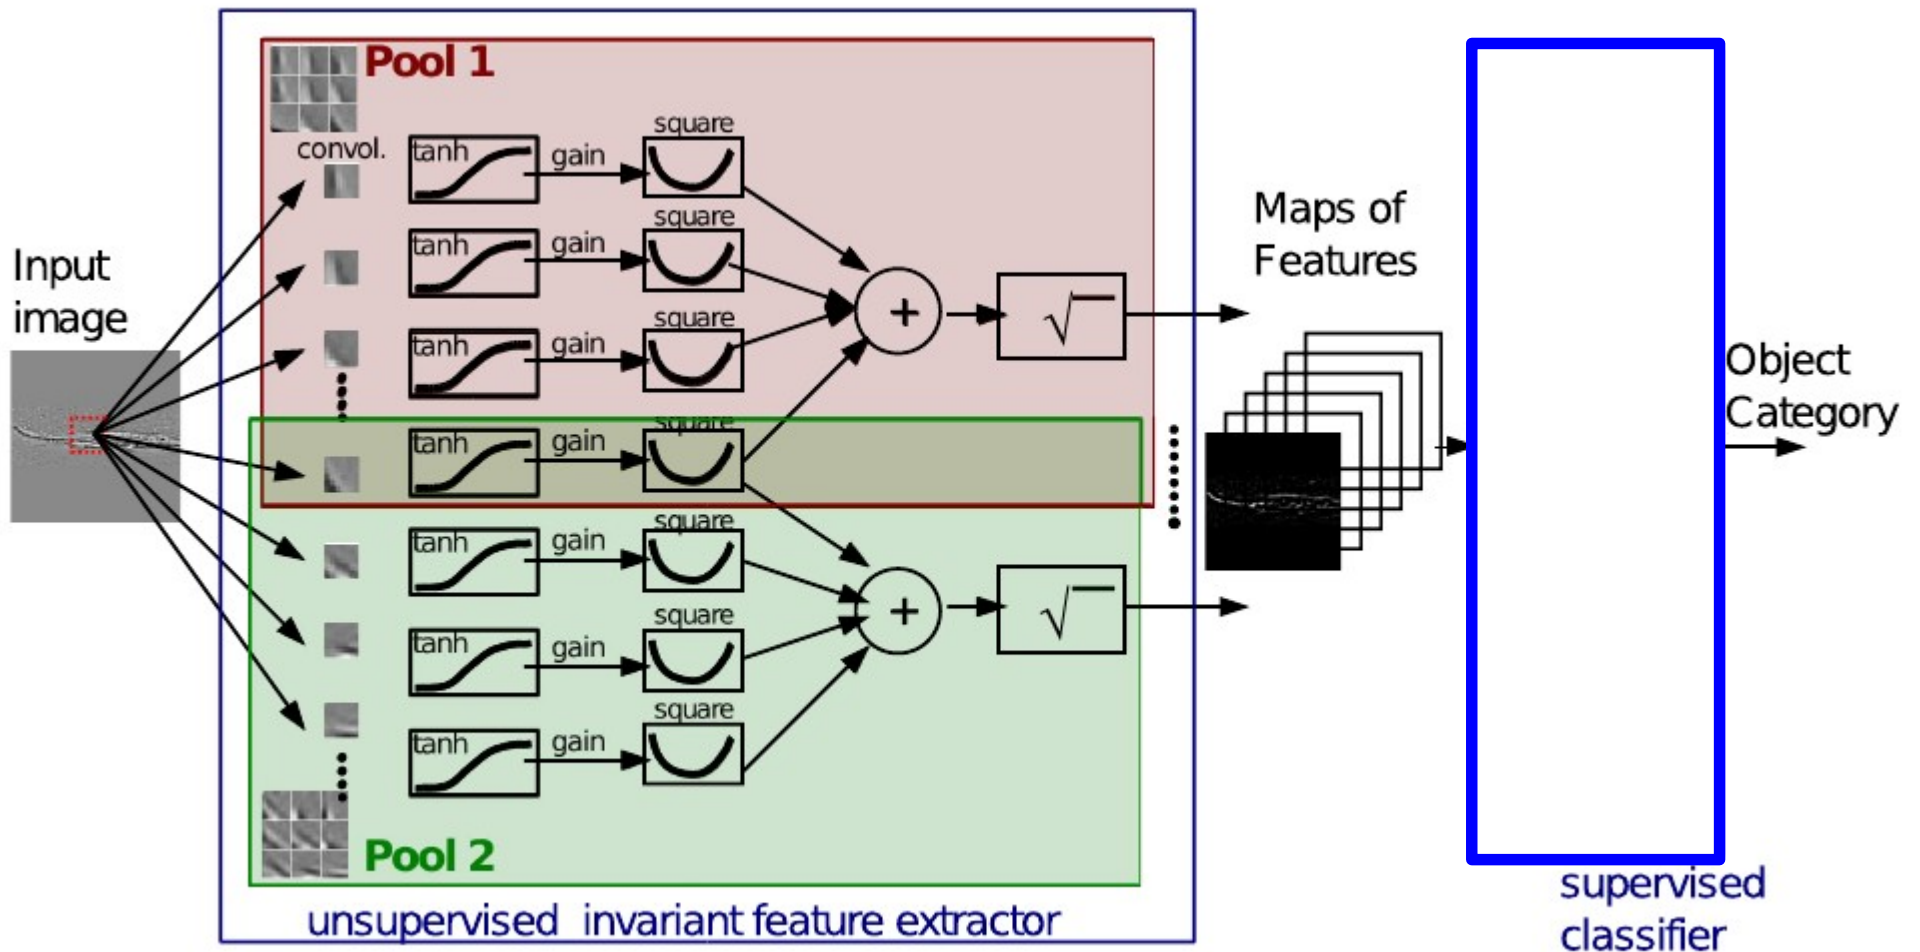 Pool 1
convol.
tanh
gain
square
tanh
gain
square
tanh
gain
square
tanh
gain
square
tanh
gain
square
tanh
gain
square
tanh
gain
square
+
√
+
√
Pool 2
Input
image
Maps of
Features
Object
Category
unsupervised invariant feature extractor
supervised
classifier